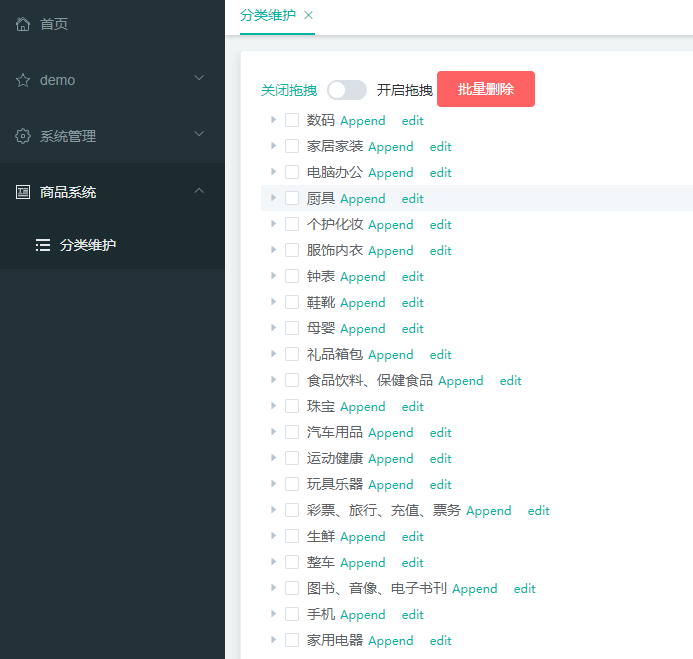 首页
demo
系统管理
商品系统
分类维护
分类维护 ×
关闭拖拽 开启拖拽 批量删除
数码 Append edit
家居家装 Append edit
电脑办公 Append edit
厨具 Append edit
个护化妆 Append edit
服饰内衣 Append edit
钟表 Append edit
鞋靴 Append edit
母婴 Append edit
礼品箱包 Append edit
食品饮料、保健食品 Append edit
珠宝 Append edit
汽车用品 Append edit
运动健康 Append edit
玩具乐器 Append edit
彩票、旅行、充值、票务 Append edit
生鲜 Append edit
整车 Append edit
图书、音像、电子书刊 Append edit
手机 Append edit
家用电器 Append edit